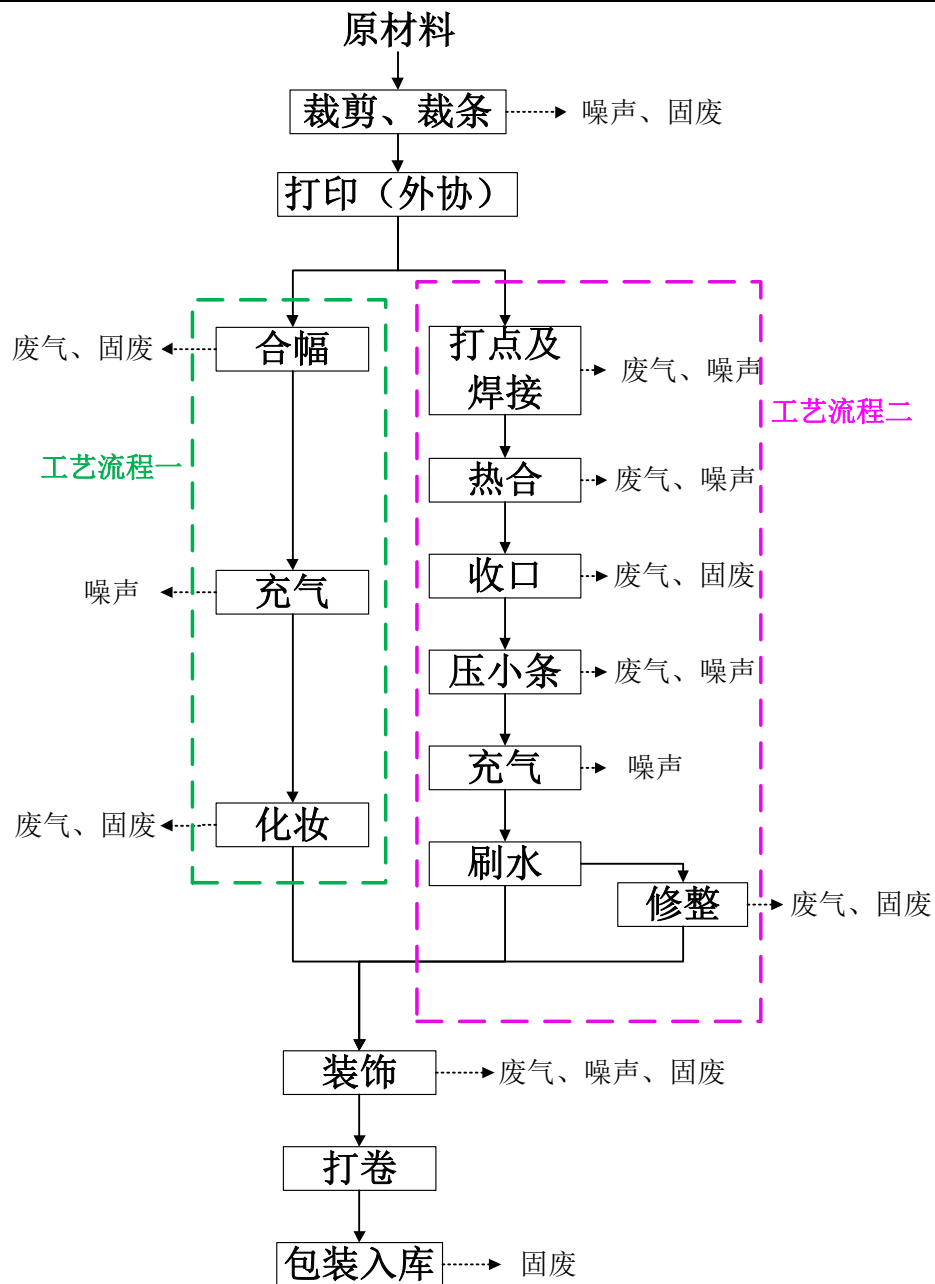 原材料
裁剪、裁条
噪声、固废
打印（外协）
废气、固废
合幅
工艺流程一
噪声
充气
废气、固废
化妆
打点及
焊接
废气、噪声
工艺流程二
热合
废气、噪声
收口
废气、固废
压小条
废气、噪声
充气
噪声
刷水
修整
废气、固废
装饰
废气、噪声、固废
打卷
包装入库
固废